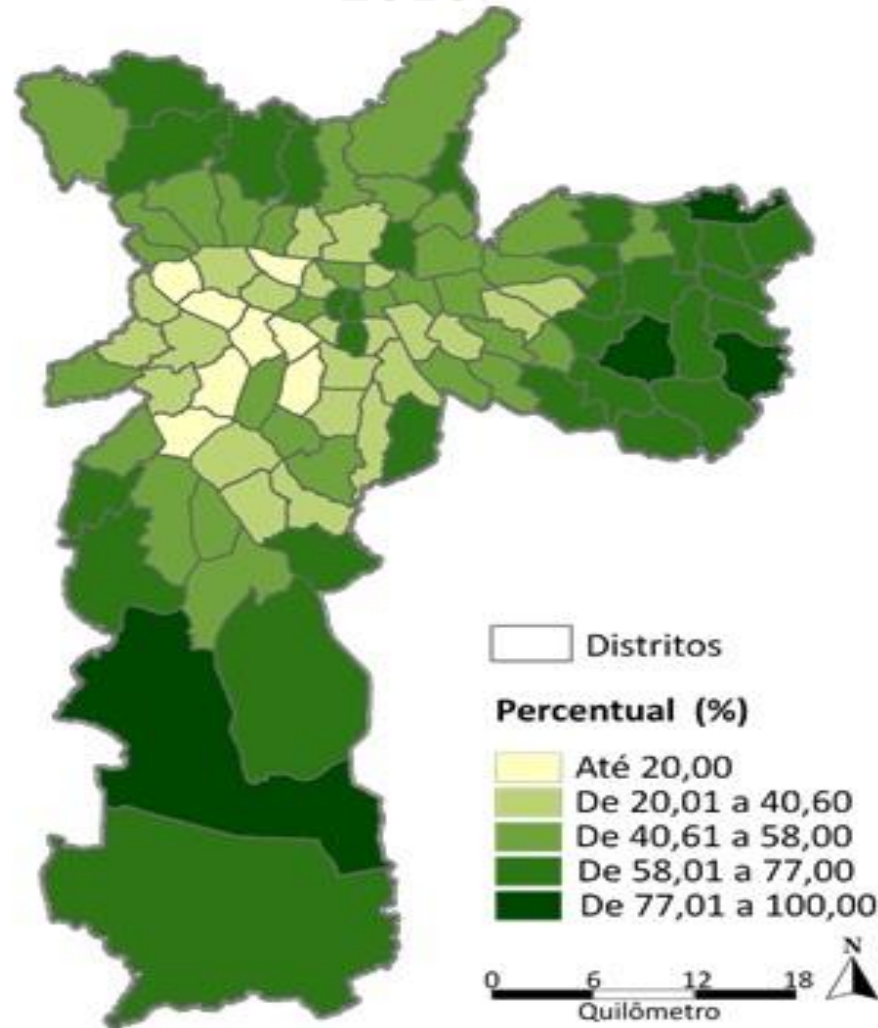 Distritos
Percentual (%)
Até 20,00
De 20,01 a 40,60
De 40,61 a 58,00
De 58,01 a 77,00
De 77,01 a 100,00
N
0 6 12 18
Quilômetro